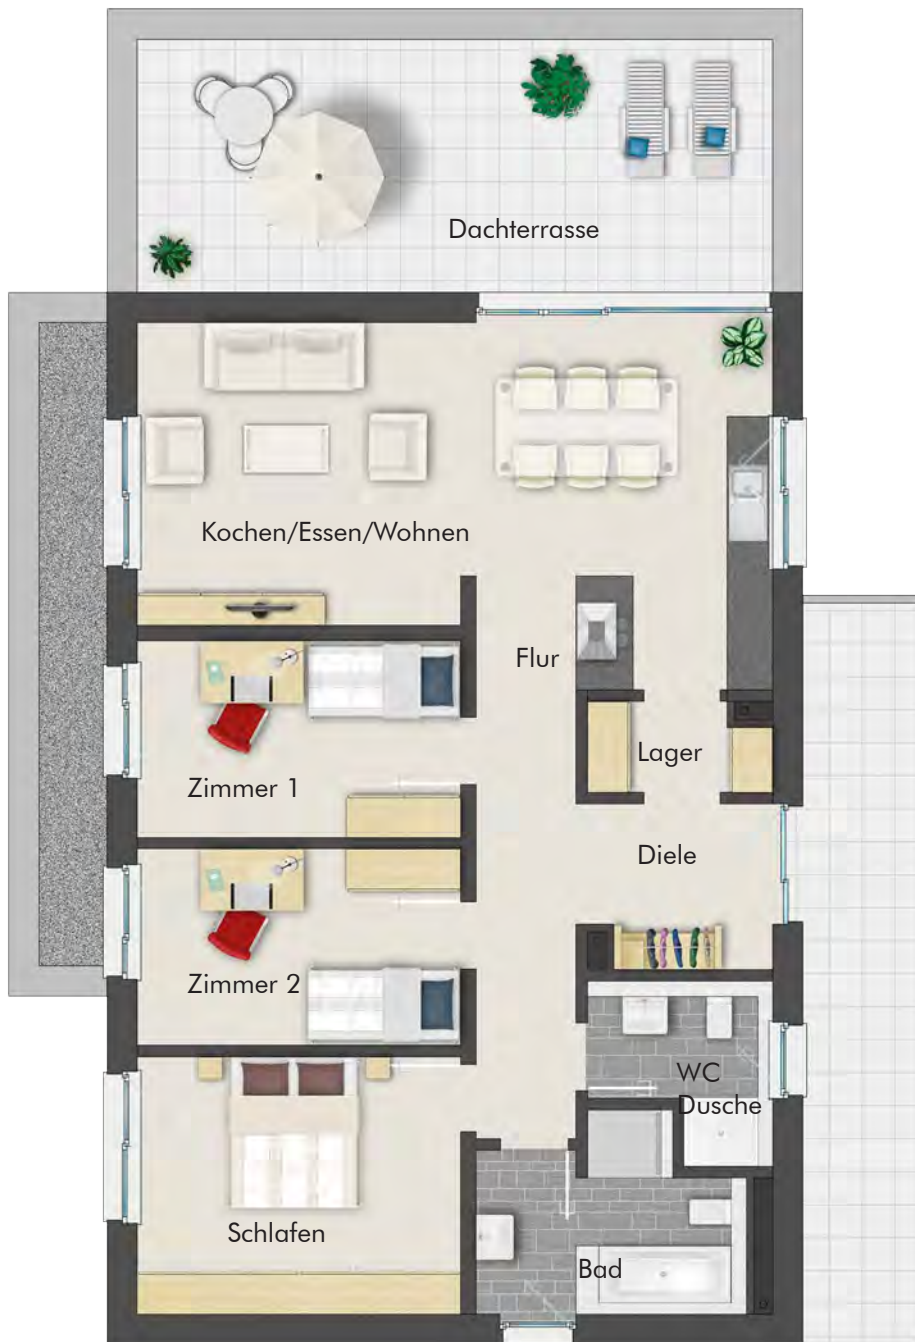 Dachterrasse
Kochen/Essen/Wohnen
Flur
Lager
Zimmer 1
Diele
Zimmer 2
WC
Dusche
Schlafen
Bad